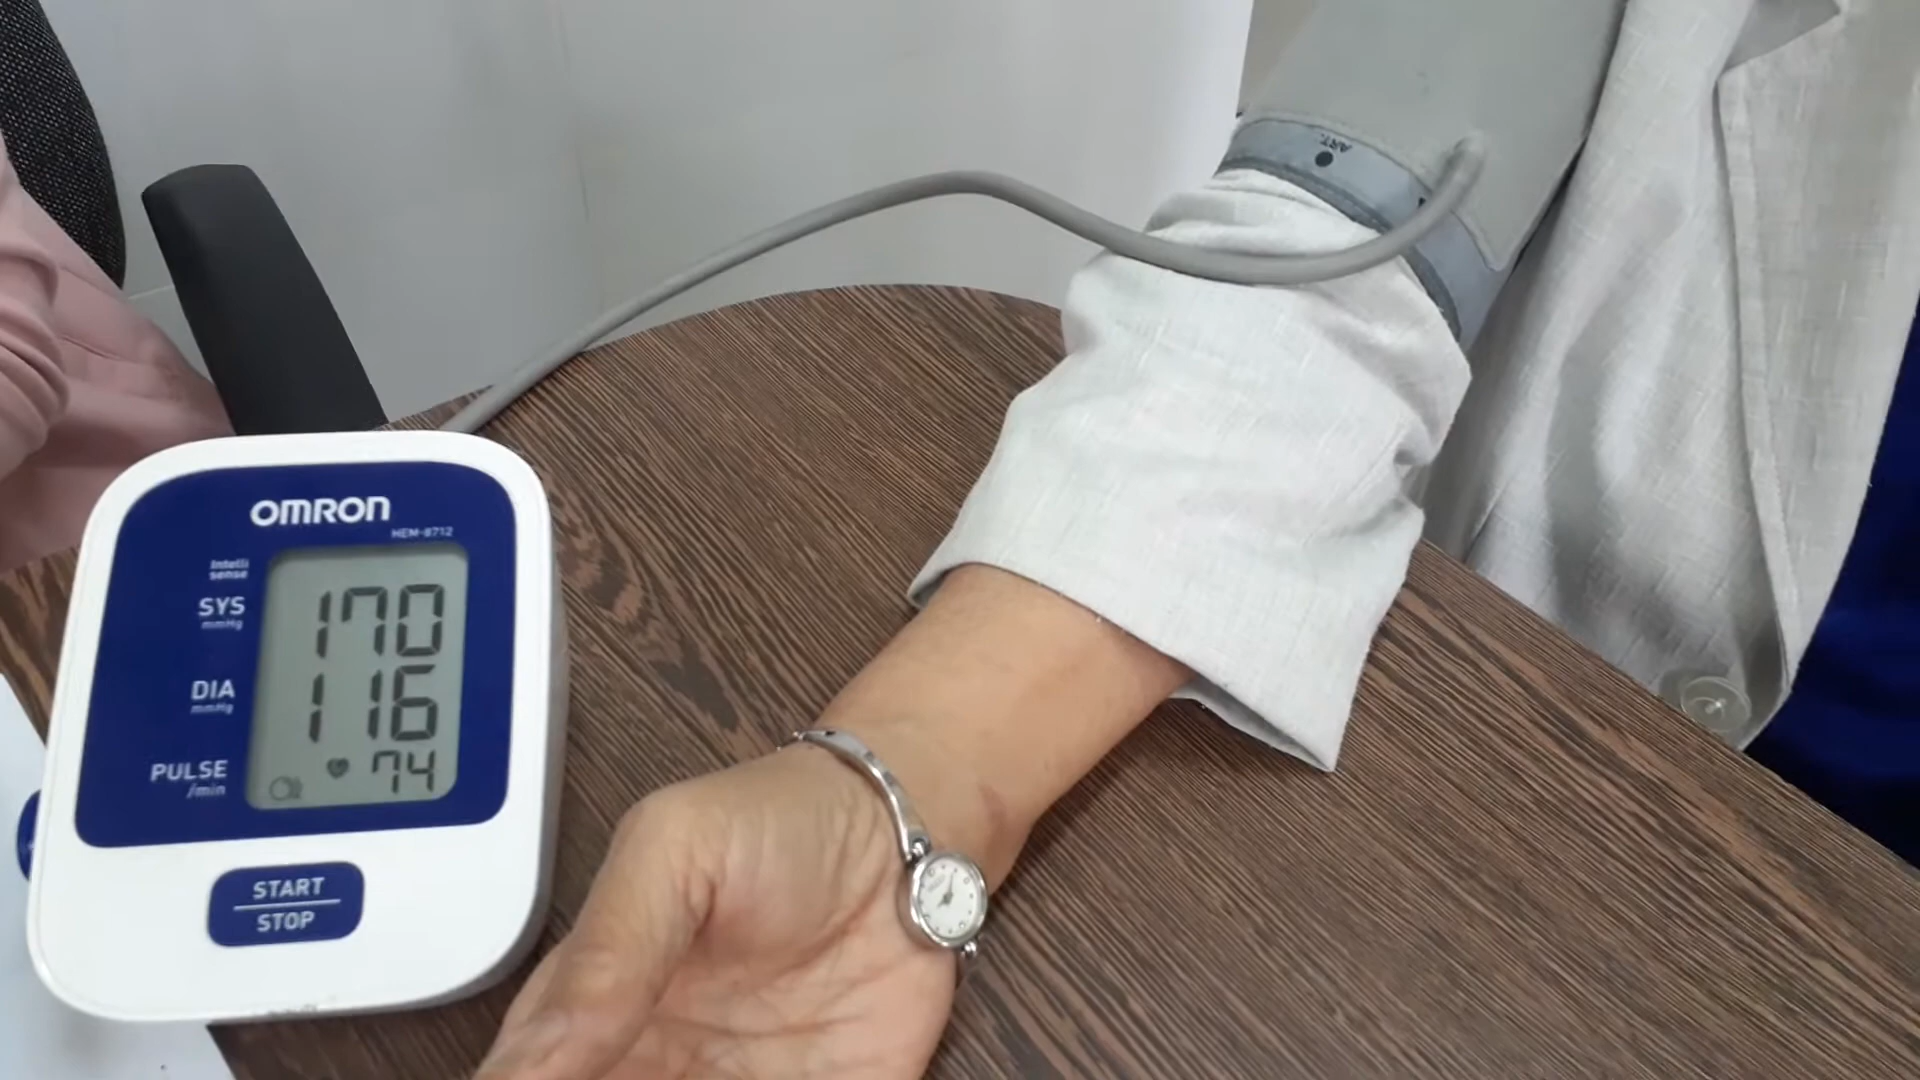 OMRON
HEM-8712
Intelli
sense
SYS
mmHg
170
DIA
mmHg
116
PULSE
/min
74
START
STOP
ART.